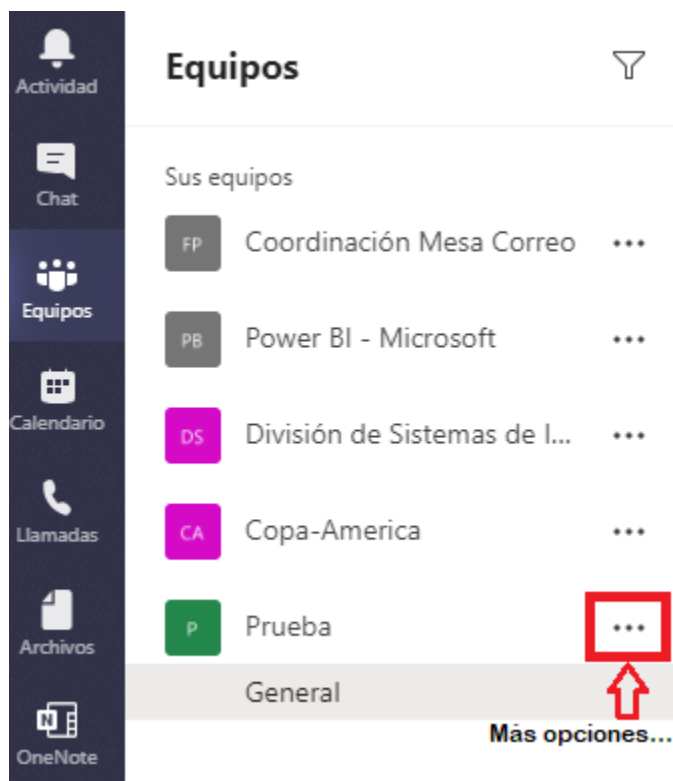 Actividad
Chat
Equipos
Calendario
Llamadas
Archivos
N
OneNote
Equipos
Sus equipos
FP Coordinación Mesa Correo ...
PB Power BI - Microsoft ...
DS División de Sistemas de I... ...
CA Copa-America ...
P Prueba ...
General
Más opciones...